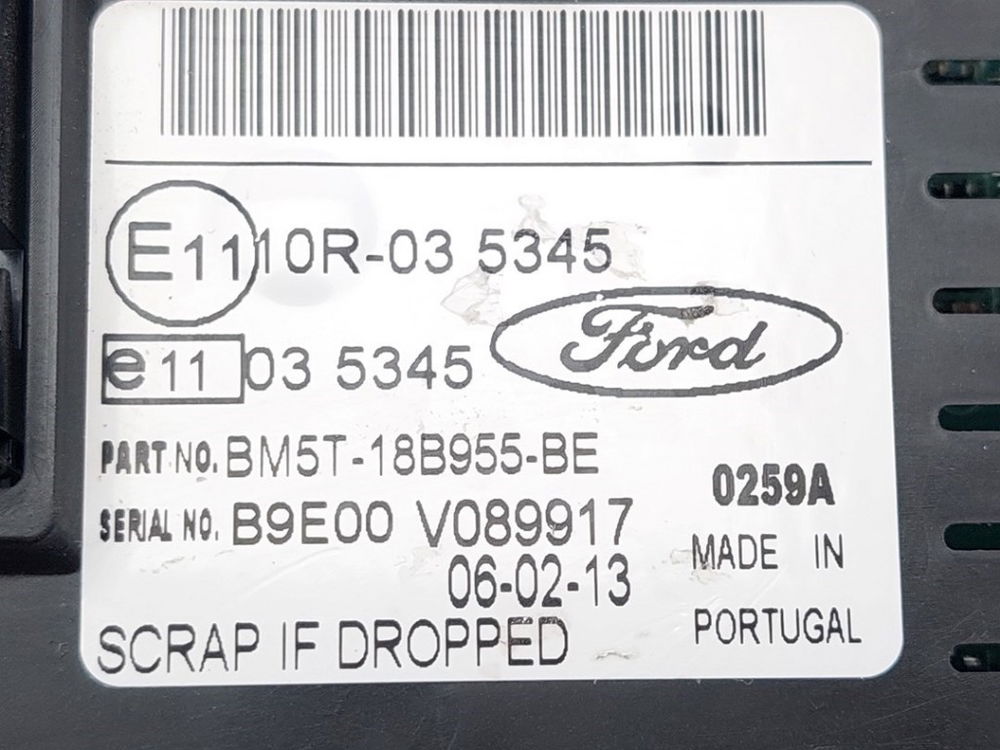 E11 10R-03 5345
e11 03 5345
Ford
PART NO. BM5T-18B955-BE
SERIAL NO. B9E00 V089917
06-02-13
0259A
MADE IN
PORTUGAL
SCRAP IF DROPPED